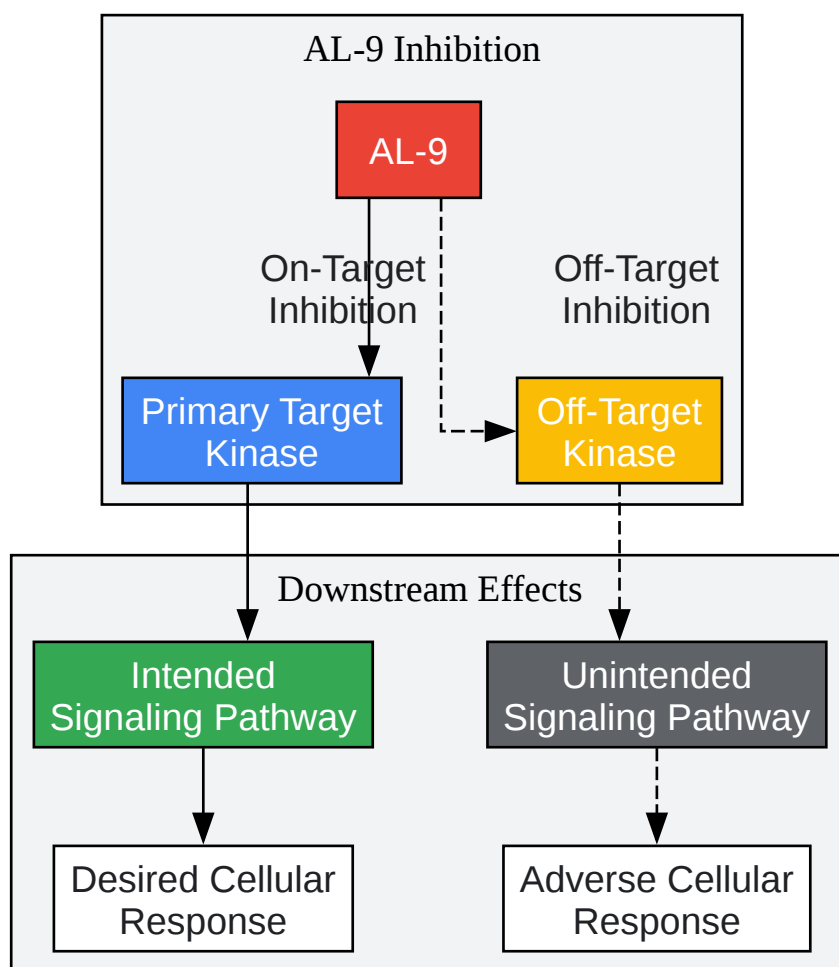 AL-9 Inhibition
AL-9
On-Target
Inhibition
Off-Target
Inhibition
Primary Target
Kinase
Off-Target
Kinase
Downstream Effects
Intended
Signaling Pathway
Unintended
Signaling Pathway
Desired Cellular
Response
Adverse Cellular
Response